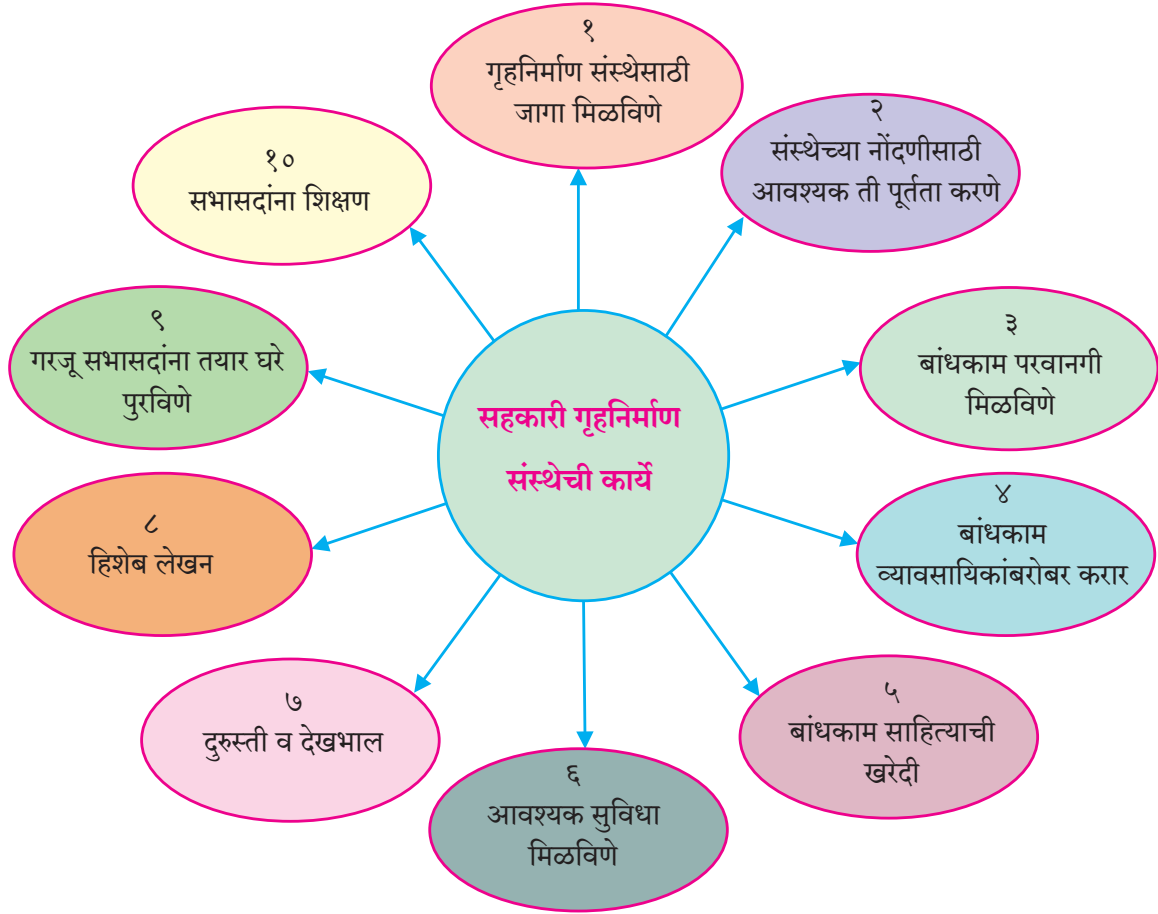 सहकारी गृहनिर्माण
संस्थेची कार्ये
१
गृहनिर्माण संस्थेसाठी
जागा मिळविणे
२
संस्थेच्या नोंदणीसाठी
आवश्यक ती पूर्तता करणे
३
बांधकाम परवानगी
मिळविणे
४
बांधकाम
व्यावसायिकांबरोबर करार
५
बांधकाम साहित्याची
खरेदी
६
आवश्यक सुविधा
मिळविणे
७
दुरुस्ती व देखभाल
८
हिशेब लेखन
९
गरजू सभासदांना तयार घरे
पुरविणे
१०
सभासदांना शिक्षण